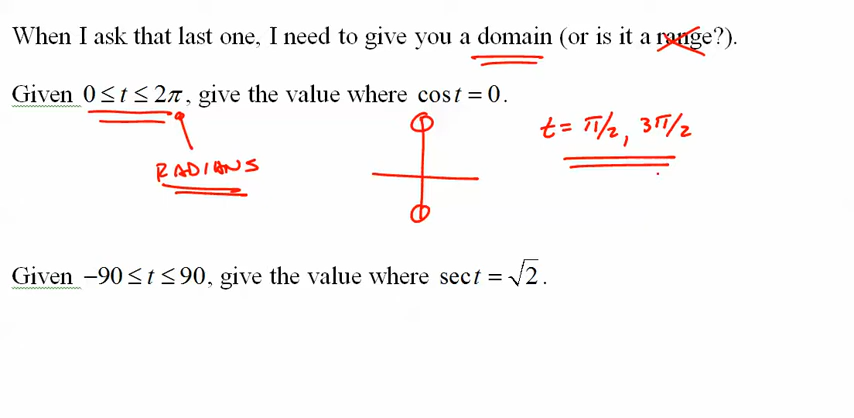 When I ask that last one, I need to give you a domain (or is it a range?).
Given 0 ≤ t ≤ 2π, give the value where cos t = 0.
t = π/2, 3π/2
RADIANS
Given −90 ≤ t ≤ 90, give the value where sec t = √2.